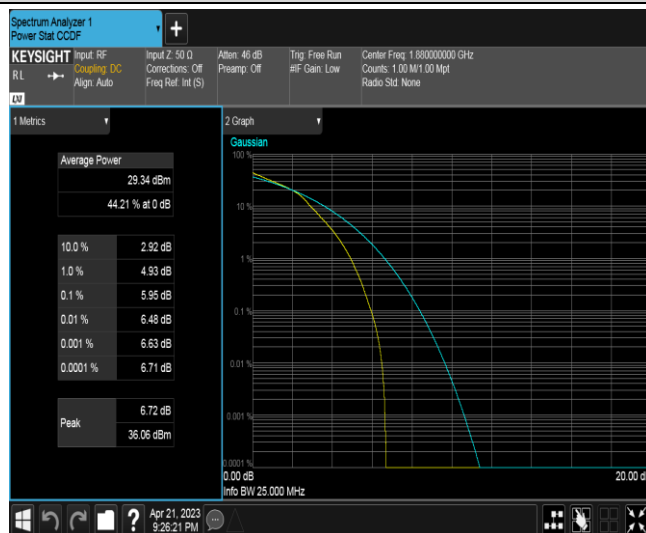 Spectrum Analyzer 1
Power Stat CCDF
+
KEYSIGHT
RL
LXI
Input: RF
Coupling: DC
Align: Auto
Input Z: 50 Ω
Corrections: Off
Freq Ref: Int (S)
Atten: 46 dB
Preamp: Off
Trig: Free Run
#IF Gain: Low
Center Freq: 1.880000000 GHz
Counts: 1.00 M/1.00 Mpt
Radio Std: None
1 Metrics
Average Power
29.34 dBm
44.21 % at 0 dB
10.0 % 2.92 dB
1.0 % 4.93 dB
0.1 % 5.95 dB
0.01 % 6.48 dB
0.001 % 6.63 dB
0.0001 % 6.71 dB
Peak
6.72 dB
36.06 dBm
2 Graph
Gaussian
100 %
10 %
1 %
0.1 %
0.01 %
0.001 %
0.0001 %
0.00 dB
20.00 d
Info BW 25.000 MHz
?
Apr 21, 2023
9:26:21 PM